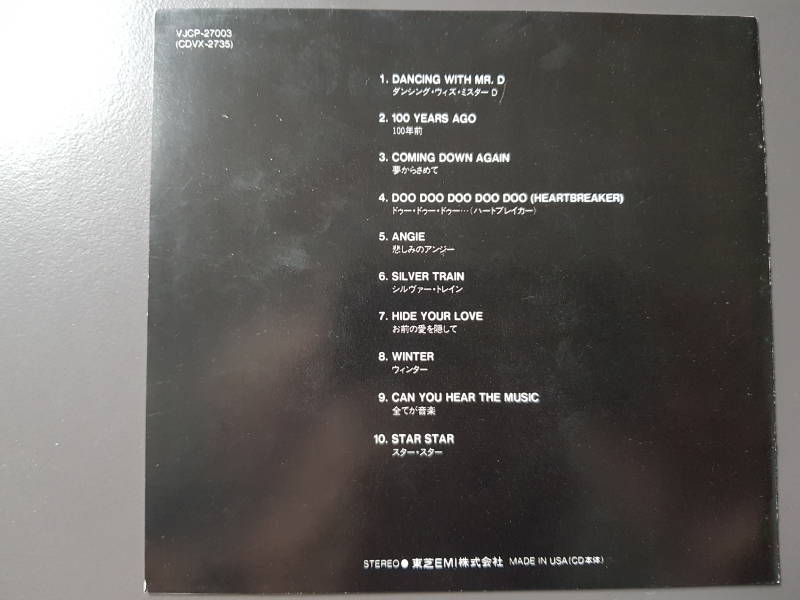 VJCP-27003
(CDVX-2735)
1. DANCING WITH MR. D
ダンシング・ウィズ・ミスター D
2. 100 YEARS AGO
100年前
3. COMING DOWN AGAIN
夢からさめて
4. DOO DOO DOO DOO DOO (HEARTBREAKER)
ドゥー・ドゥー・ドゥー…(ハートブレイカー)
5. ANGIE
悲しみのアンジー
6. SILVER TRAIN
シルヴァー・トレイン
7. HIDE YOUR LOVE
お前の愛を隠して
8. WINTER
ウィンター
9. CAN YOU HEAR THE MUSIC
全てが音楽
10. STAR STAR
スター・スター
STEREO● 東芝EMI株式会社 MADE IN USA(CD本体)